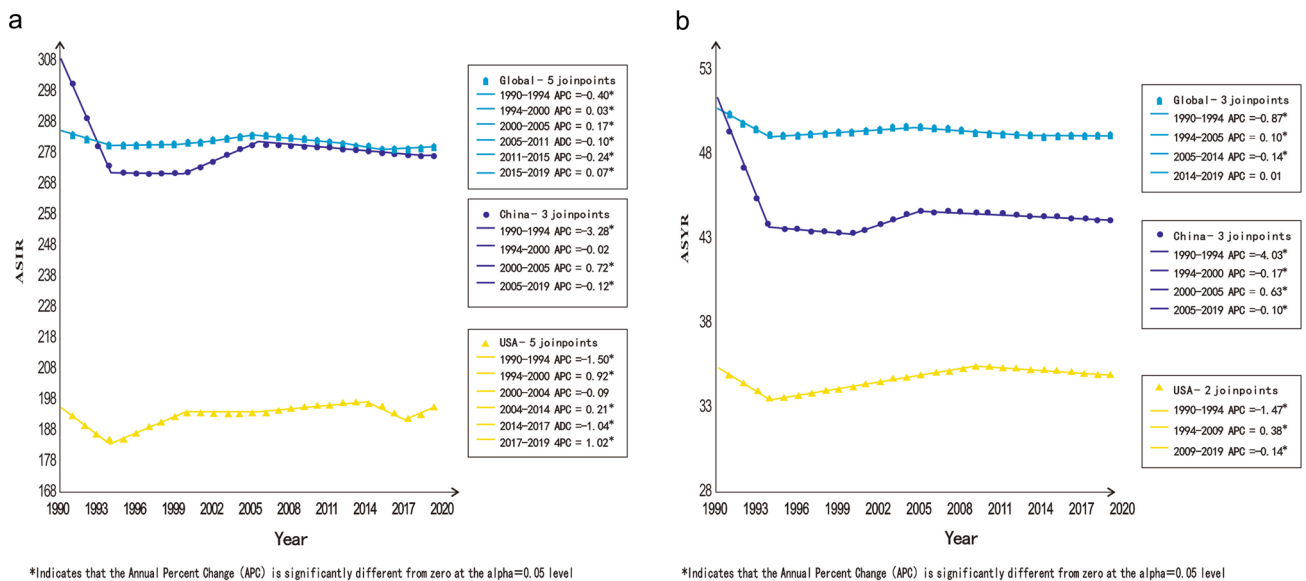 a
ASIR
308
298
288
278
268
258
248
238
228
218
208
198
188
178
168
1990
1993
1996
1999
2002
2005
2008
2011
2014
2017
2020
Year
Global-5 joinpoints
1990-1994 APC =-0.40*
1994-2000 APC = 0.03*
2000-2005 APC = 0.17*
2005-2011 ADC =-0.10*
2011-2015 APC =-0.24*
2015-2019 APC = 0.07*
China-3 joinpoints
1990-1994 APC =-3.28*
1994-2000 APC =-0.02
2000-2005 APC = 0.72*
2005-2019 APC =-0.12*
USA-5 joinpoints
1990-1994 APC =-1.50*
1994-2000 APC = 0.92*
2000-2004 APC =-0.09
2004-2014 APC = 0.21*
2014-2017 ADC =-1.04*
2017-2019 4PC = 1.02*
*Indicates that the Annual Percent Change (APC) is significantly different from zero at the alpha=0.05 level
b
ASYR
53
48
43
38
33
28
1990
1993
1996
1999
2002
2005
2008
2011
2014
2017
2020
Year
Global-3 joinpoints
1990-1994 APC =-0.87*
1994-2005 APC = 0.10*
2005-2014 APC =-0.14*
2014-2019 APC = 0.01
China-3 joinpoints
1990-1994 APC =-4.03*
1994-2000 APC =-0.17*
2000-2005 APC = 0.63*
2005-2019 APC =-0.10*
USA-2 joinpoints
1990-1994 APC =-1.47*
1994-2009 APC = 0.38*
2009-2019 APC =-0.14*
*Indicates that the Annual Percent Change (APC) is significantly different from zero at the alpha=0.05 level